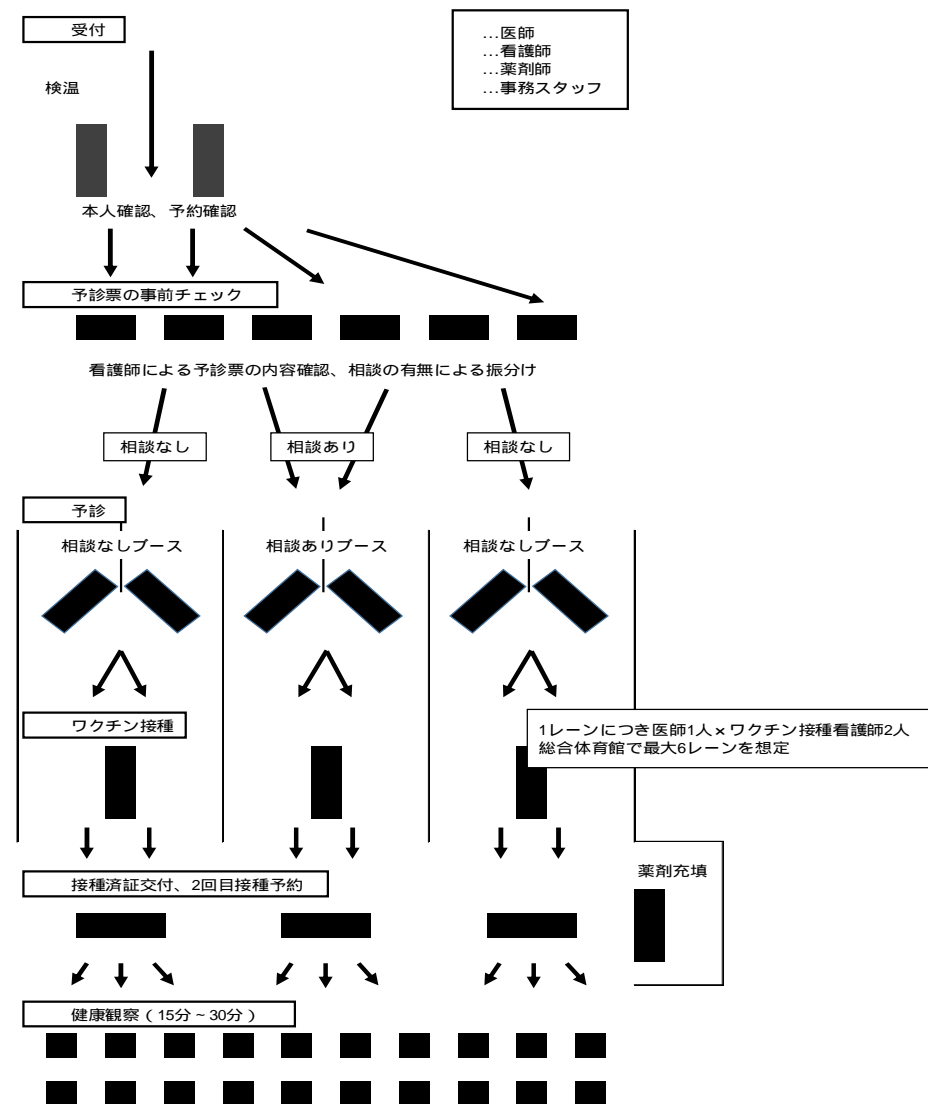 受付
…医師
…看護師
…薬剤師
…事務スタッフ
検温
本人確認、予約確認
予診票の事前チェック
看護師による予診票の内容確認、相談の有無による振分け
相談なし
相談あり
相談なし
予診
相談なしブース
相談ありブース
相談なしブース
ワクチン接種
1レーンにつき医師1人×ワクチン接種看護師2人
総合体育館で最大6レーンを想定
薬剤充填
接種済証交付、2回目接種予約
健康観察(15分~30分)